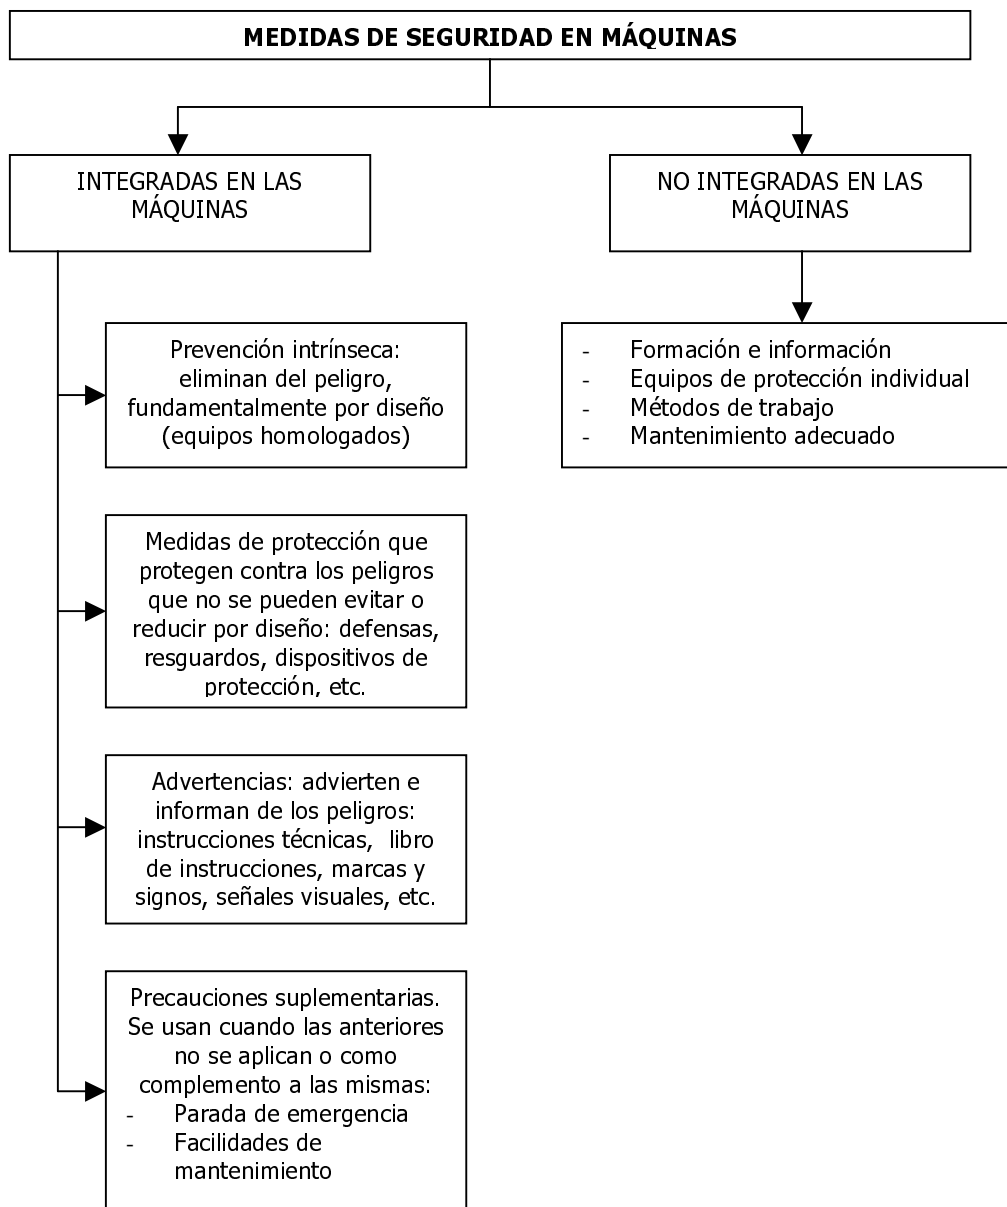 MEDIDAS DE SEGURIDAD EN MÁQUINAS
INTEGRADAS EN LAS
MÁQUINAS
NO INTEGRADAS EN LAS
MÁQUINAS
Prevención intrínseca:
eliminan del peligro,
fundamentalmente por diseño
(equipos homologados)
- Formación e información
- Equipos de protección individual
- Métodos de trabajo
- Mantenimiento adecuado
Medidas de protección que
protegen contra los peligros
que no se pueden evitar o
reducir por diseño: defensas,
resguardos, dispositivos de
protección, etc.
Advertencias: advierten e
informan de los peligros:
instrucciones técnicas, libro
de instrucciones, marcas y
signos, señales visuales, etc.
Precauciones suplementarias.
Se usan cuando las anteriores
no se aplican o como
complemento a las mismas:
- Parada de emergencia
- Facilidades de
mantenimiento